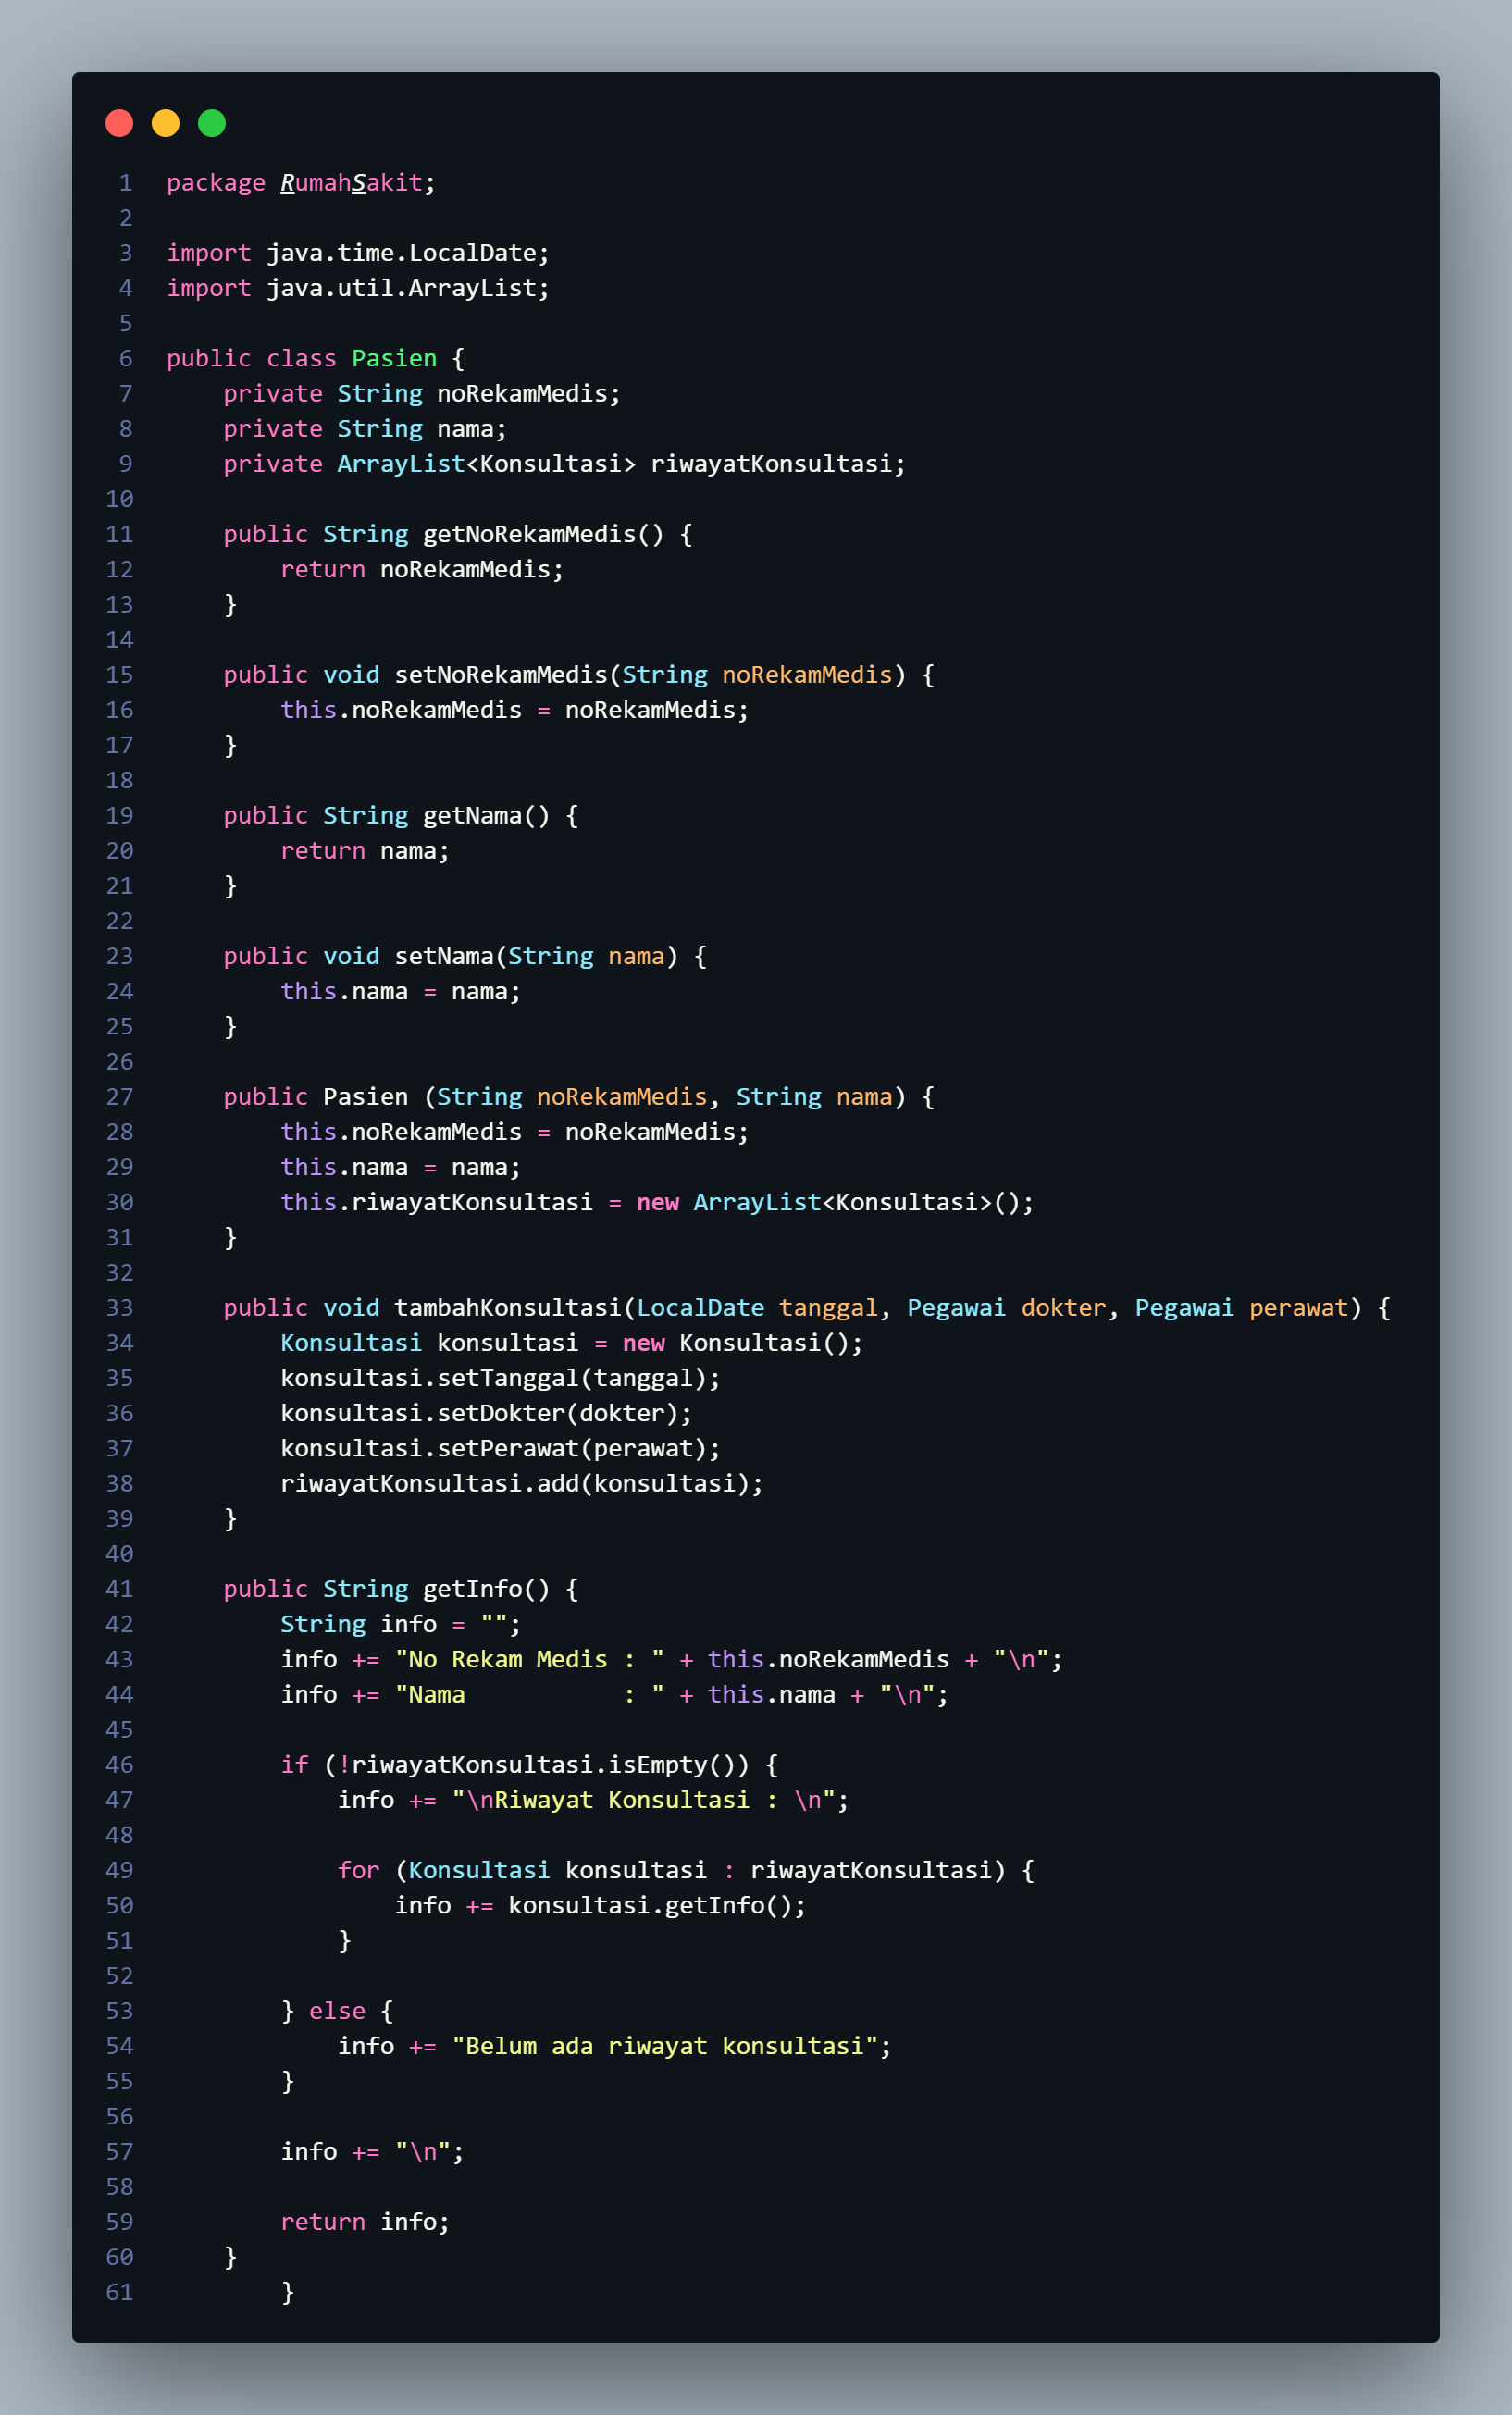 1 package RumahSakit;
2
3 import java.time.LocalDate;
4 import java.util.ArrayList;
5
6 public class Pasien {
7     private String noRekamMedis;
8     private String nama;
9     private ArrayList<Konsultasi> riwayatKonsultasi;
10
11     public String getNoRekamMedis() {
12         return noRekamMedis;
13     }
14
15     public void setNoRekamMedis(String noRekamMedis) {
16         this.noRekamMedis = noRekamMedis;
17     }
18
19     public String getNama() {
20         return nama;
21     }
22
23     public void setNama(String nama) {
24         this.nama = nama;
25     }
26
27     public Pasien (String noRekamMedis, String nama) {
28         this.noRekamMedis = noRekamMedis;
29         this.nama = nama;
30         this.riwayatKonsultasi = new ArrayList<Konsultasi>();
31     }
32
33     public void tambahKonsultasi(LocalDate tanggal, Pegawai dokter, Pegawai perawat) {
34         Konsultasi konsultasi = new Konsultasi();
35         konsultasi.setTanggal(tanggal);
36         konsultasi.setDokter(dokter);
37         konsultasi.setPerawat(perawat);
38         riwayatKonsultasi.add(konsultasi);
39     }
40
41     public String getInfo() {
42         String info = "";
43         info += "No Rekam Medis : " + this.noRekamMedis + "\n";
44         info += "Nama           : " + this.nama + "\n";
45
46         if (!riwayatKonsultasi.isEmpty()) {
47             info += "\nRiwayat Konsultasi : \n";
48
49             for (Konsultasi konsultasi : riwayatKonsultasi) {
50                 info += konsultasi.getInfo();
51             }
52
53         } else {
54             info += "Belum ada riwayat konsultasi";
55         }
56
57         info += "\n";
58
59         return info;
60     }
61         }